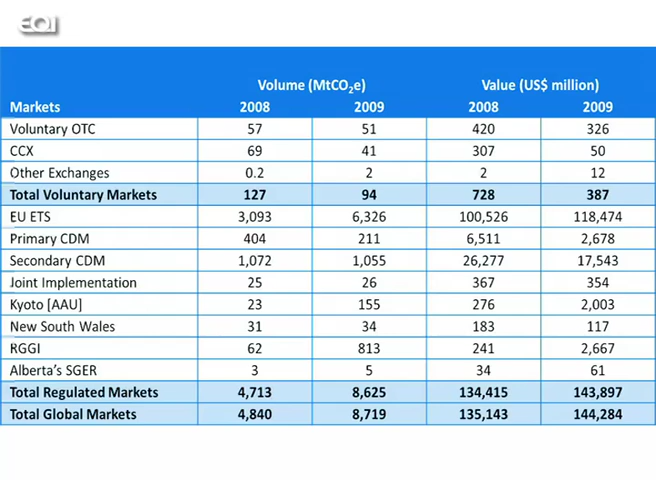 EQI
Volume (MtCO₂e) Value (US$ million)
Markets 2008 2009 2008 2009
Voluntary OTC 57 51 420 326
CCX 69 41 307 50
Other Exchanges 0.2 2 2 12
Total Voluntary Markets 127 94 728 387
EU ETS 3,093 6,326 100,526 118,474
Primary CDM 404 211 6,511 2,678
Secondary CDM 1,072 1,055 26,277 17,543
Joint Implementation 25 26 367 354
Kyoto [AAU] 23 155 276 2,003
New South Wales 31 34 183 117
RGGI 62 813 241 2,667
Alberta's SGER 3 5 34 61
Total Regulated Markets 4,713 8,625 134,415 143,897
Total Global Markets 4,840 8,719 135,143 144,284